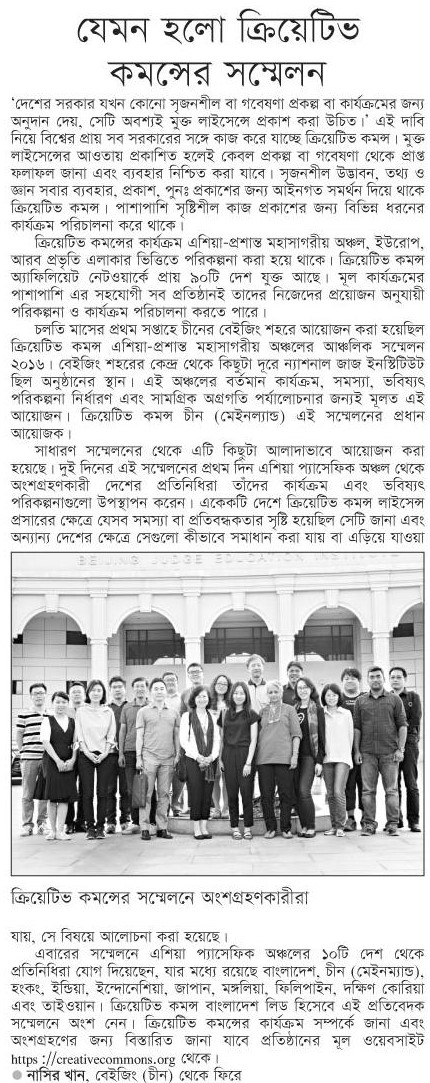 যেমন হলো ক্রিয়েটিভ
কমন্সের সম্মেলন
‘দেশের সরকার যখন কোনো সৃজনশীল বা গবেষণা প্রকল্প বা কার্যক্রমের জন্য
অনুদান দেয়, সেটি অবশ্যই মুক্ত লাইসেন্সে প্রকাশ করা উচিত।’ এই দাবি
নিয়ে বিশ্বের প্রায় সব সরকারের সঙ্গে কাজ করে যাচ্ছে ক্রিয়েটিভ কমন্স। মুক্ত
লাইসেন্সের আওতায় প্রকাশিত হলেই কেবল প্রকল্প বা গবেষণা থেকে প্রাপ্ত
ফলাফল জানা এবং ব্যবহার নিশ্চিত করা যাবে। সৃজনশীল উদ্ভাবন, তথ্য ও
জ্ঞান সবার ব্যবহার, প্রকাশ, পুনঃ প্রকাশের জন্য আইনগত সমর্থন দিয়ে থাকে
ক্রিয়েটিভ কমন্স। পাশাপাশি সৃষ্টিশীল কাজ প্রকাশের জন্য বিভিন্ন ধরনের
কার্যক্রম পরিচালনা করে থাকে।
ক্রিয়েটিভ কমন্সের কার্যক্রম এশিয়া-প্রশান্ত মহাসাগরীয় অঞ্চল, ইউরোপ,
আরব প্রভৃতি এলাকার ভিত্তিতে পরিকল্পনা করা হয়ে থাকে। ক্রিয়েটিভ কমন্স
অ্যাফিলিয়েট নেটওয়ার্কে প্রায় ৯০টি দেশ যুক্ত আছে। মূল কার্যক্রমের
পাশাপাশি এর সহযোগী সব প্রতিষ্ঠানই তাদের নিজেদের প্রয়োজন অনুযায়ী
পরিকল্পনা ও কার্যক্রম পরিচালনা করতে পারে।
চলতি মাসের প্রথম সপ্তাহে চীনের বেইজিং শহরে আয়োজন করা হয়েছিল
ক্রিয়েটিভ কমন্স এশিয়া-প্রশান্ত মহাসাগরীয় অঞ্চলের আঞ্চলিক সম্মেলন
২০১৬। বেইজিং শহরের কেন্দ্র থেকে কিছুটা দূরে ন্যাশনাল জাজ ইনস্টিটিউট
ছিল অনুষ্ঠানের স্থান। এই অঞ্চলের বর্তমান কার্যক্রম, সমস্যা, ভবিষ্যৎ
পরিকল্পনা নির্ধারণ এবং সামগ্রিক অগ্রগতি পর্যালোচনার জন্যই মূলত এই
আয়োজন। ক্রিয়েটিভ কমন্স চীন (মেইনল্যান্ড) এই সম্মেলনের প্রধান
আয়োজক।
সাধারণ সম্মেলনের থেকে এটি কিছুটা আলাদাভাবে আয়োজন করা
হয়েছে। দুই দিনের এই সম্মেলনের প্রথম দিন এশিয়া প্যাসেফিক অঞ্চল থেকে
অংশগ্রহণকারী দেশের প্রতিনিধিরা তাঁদের কার্যক্রম এবং ভবিষ্যৎ
পরিকল্পনাগুলো উপস্থাপন করেন। একেকটি দেশে ক্রিয়েটিভ কমন্স লাইসেন্স
প্রসারের ক্ষেত্রে যেসব সমস্যা বা প্রতিবন্ধকতার সৃষ্টি হয়েছিল সেটি জানা এবং
অন্যান্য দেশের ক্ষেত্রে সেগুলো কীভাবে সমাধান করা যায় বা এড়িয়ে যাওয়া
BEIJING JUDGE EDUCATION INSTITUTE
ক্রিয়েটিভ কমন্সের সম্মেলনে অংশগ্রহণকারীরা
যায়, সে বিষয়ে আলোচনা করা হয়েছে।
এবারের সম্মেলনে এশিয়া প্যাসেফিক অঞ্চলের ১০টি দেশ থেকে
প্রতিনিধিরা যোগ দিয়েছেন, যার মধ্যে রয়েছে বাংলাদেশ, চীন (মেইনম্যান্ড),
হংকং, ইন্ডিয়া, ইন্দোনেশিয়া, জাপান, মঙ্গলিয়া, ফিলিপাইন, দক্ষিণ কোরিয়া
এবং তাইওয়ান। ক্রিয়েটিভ কমন্স বাংলাদেশ লিড হিসেবে এই প্রতিবেদক
সম্মেলনে অংশ নেন। ক্রিয়েটিভ কমন্সের কার্যক্রম সম্পর্কে জানা এবং
অংশগ্রহণের জন্য বিস্তারিত জানা যাবে প্রতিষ্ঠানের মূল ওয়েবসাইট
https ://creativecommons.org থেকে।
● নাসির খান, বেইজিং (চীন) থেকে ফিরে